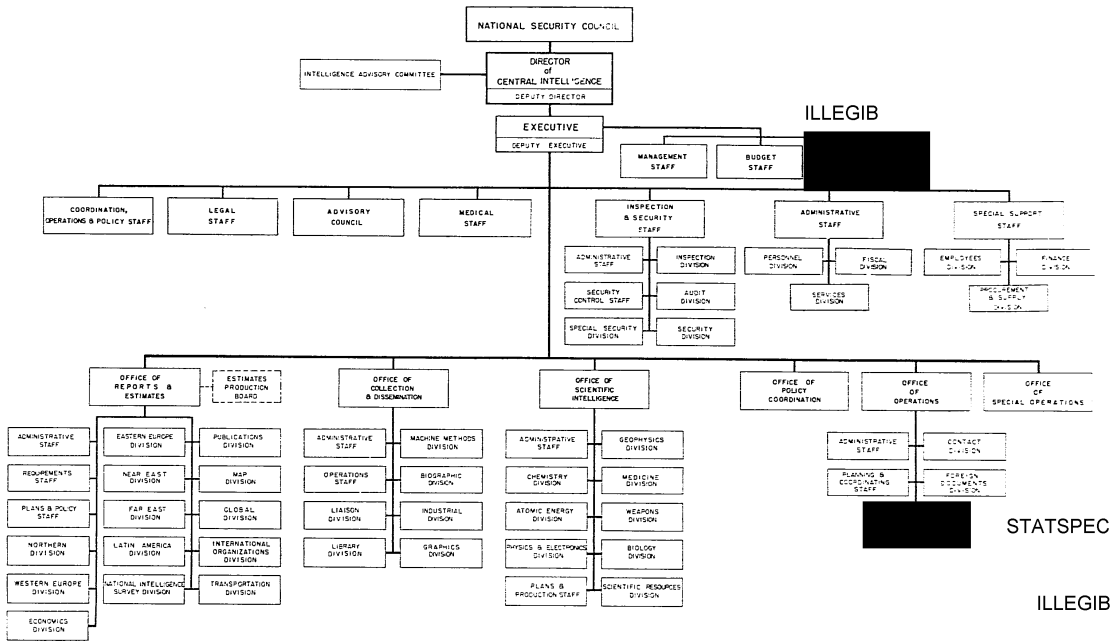 NATIONAL SECURITY COUNCIL
INTELLIGENCE ADVISORY COMMITTEE
DIRECTOR
of
CENTRAL INTELLIGENCE
DEPUTY DIRECTOR
EXECUTIVE
DEPUTY EXECUTIVE
ILLEGIB
MANAGEMENT
STAFF
BUDGET
STAFF
COORDINATION,
OPERATIONS & POLICY STAFF
LEGAL
STAFF
ADVISORY
COUNCIL
MEDICAL
STAFF
INSPECTION
& SECURITY
STAFF
ADMINISTRATIVE
STAFF
SPECIAL SUPPORT
STAFF
ADMINISTRATIVE
STAFF
INSPECTION
DIVISION
SECURITY
CONTROL STAFF
AUDIT
DIVISION
SPECIAL SECURITY
DIVISION
SECURITY
DIVISION
PERSONNEL
DIVISION
FISCAL
DIVISION
SERVICES
DIVISION
EMPLOYEES
DIVISION
FINANCE
DIVISION
PROCUREMENT
& SUPPLY
DIVISION
OFFICE OF
REPORTS &
ESTIMATES
ESTIMATES
PRODUCTION
BOARD
OFFICE OF
COLLECTION
& DISSEMINATION
OFFICE OF
SCIENTIFIC
INTELLIGENCE
OFFICE OF
POLICY
COORDINATION
OFFICE
OF
OPERATIONS
OFFICE
OF
SPECIAL OPERATIONS
ADMINISTRATIVE
STAFF
EASTERN EUROPE
DIVISION
PUBLICATIONS
DIVISION
REQUIREMENTS
STAFF
NEAR EAST
DIVISION
MAP
DIVISION
PLANS & POLICY
STAFF
FAR EAST
DIVISION
GLOBAL
DIVISION
NORTHERN
DIVISION
LATIN AMERICA
DIVISION
INTERNATIONAL
ORGANIZATIONS
DIVISION
WESTERN EUROPE
DIVISION
NATIONAL INTELLIGENCE
SURVEY DIVISION
TRANSPORTATION
DIVISION
ECONOMICS
DIVISION
ADMINISTRATIVE
STAFF
MACHINE METHODS
DIVISION
OPERATIONS
STAFF
BIOGRAPHIC
DIVISION
LIAISON
DIVISION
INDUSTRIAL
DIVISION
LIBRARY
DIVISION
GRAPHICS
DIVISION
ADMINISTRATIVE
STAFF
GEOPHYSICS
DIVISION
CHEMISTRY
DIVISION
MEDICINE
DIVISION
ATOMIC ENERGY
DIVISION
WEAPONS
DIVISION
PHYSICS & ELECTRONICS
DIVISION
BIOLOGY
DIVISION
PLANS &
PRODUCTION STAFF
SCIENTIFIC RESOURCES
DIVISION
ADMINISTRATIVE
STAFF
CONTACT
DIVISION
PLANNING &
COORDINATING
STAFF
FOREIGN
DOCUMENTS
DIVISION
STATSPEC
ILLEGIB